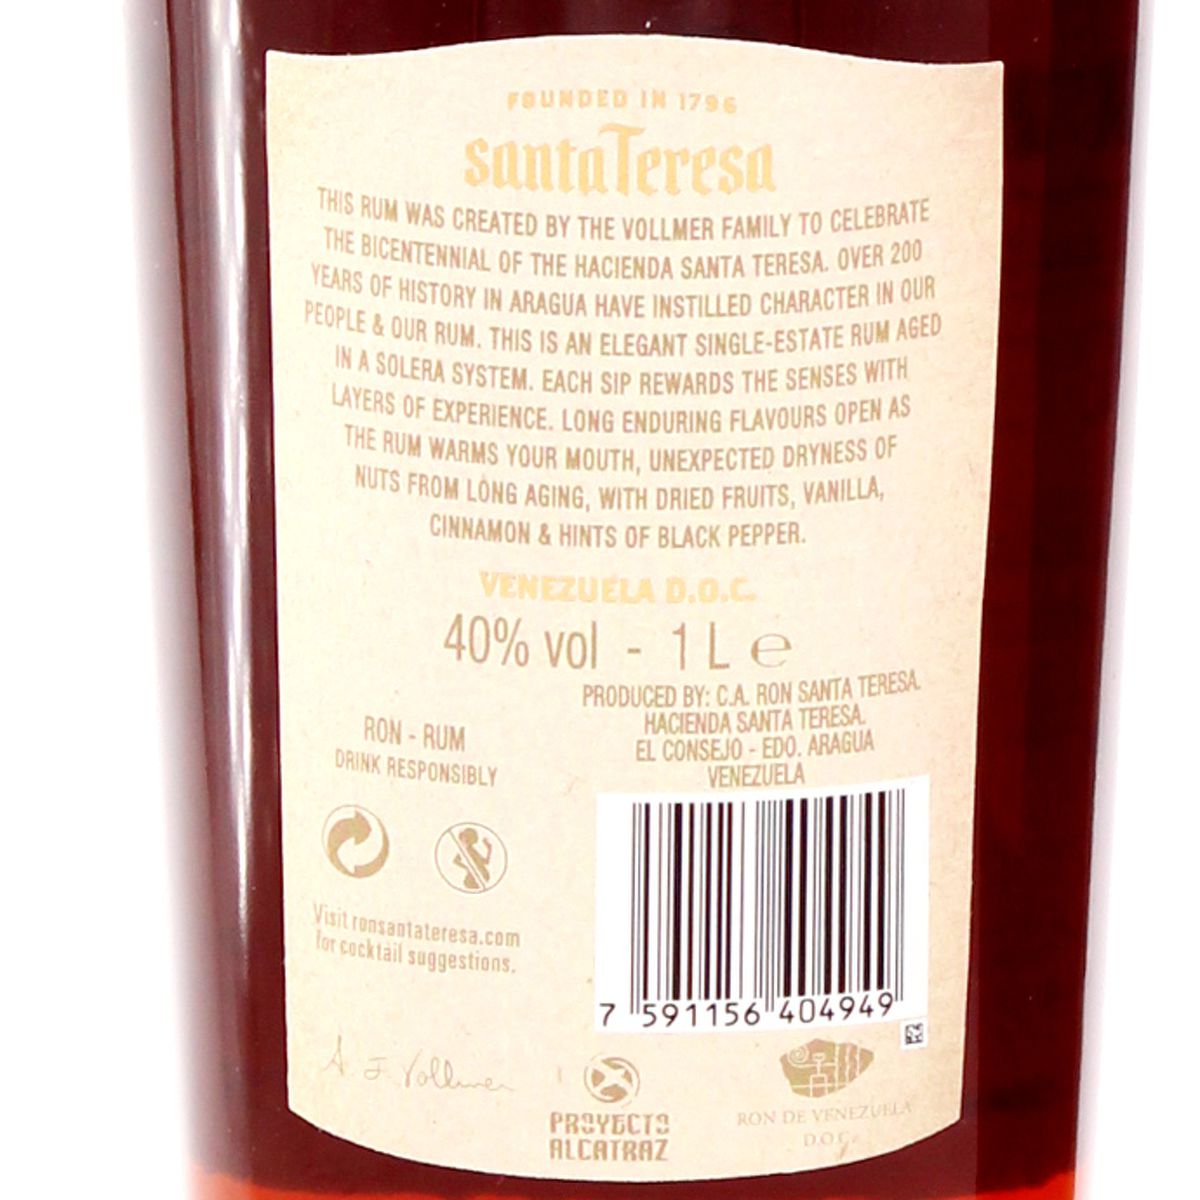 FOUNDED IN 1796
santa Teresa
THIS RUM WAS CREATED BY THE VOLLMER FAMILY TO CELEBRATE
THE BICENTENNIAL OF THE HACIENDA SANTA TERESA. OVER 200
YEARS OF HISTORY IN ARAGUA HAVE INSTILLED CHARACTER IN OUR
PEOPLE & OUR RUM. THIS IS AN ELEGANT SINGLE-ESTATE RUM AGED
IN A SOLERA SYSTEM. EACH SIP REWARDS THE SENSES WITH
LAYERS OF EXPERIENCE. LONG ENDURING FLAVOURS OPEN AS
THE RUM WARMS YOUR MOUTH, UNEXPECTED DRYNESS OF
NUTS FROM LONG AGING, WITH DRIED FRUITS, VANILLA,
CINNAMON & HINTS OF BLACK PEPPER.
VENEZUELA D.O.C.
40% vol - 1 L ℮
PRODUCED BY: C.A. RON SANTA TERESA.
HACIENDA SANTA TERESA.
EL CONSEJO - EDO. ARAGUA
VENEZUELA
RON - RUM
DRINK RESPONSIBLY
Visit ronsantateresa.com
for cocktail suggestions.
7 591156 404949
A. J. Vollmer
PROYECTO
ALCATRAZ
RON DE VENEZUELA
D.O.C.